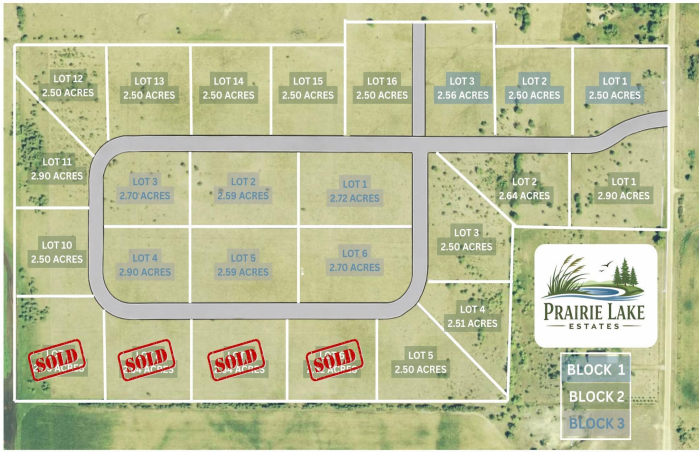 LOT 12
2.50 ACRES
LOT 13
2.50 ACRES
LOT 14
2.50 ACRES
LOT 15
2.50 ACRES
LOT 16
2.50 ACRES
LOT 3
2.56 ACRES
LOT 2
2.50 ACRES
LOT 1
2.50 ACRES
LOT 11
2.90 ACRES
LOT 3
2.70 ACRES
LOT 2
2.59 ACRES
LOT 1
2.72 ACRES
LOT 2
2.64 ACRES
LOT 1
2.90 ACRES
LOT 10
2.50 ACRES
LOT 4
2.90 ACRES
LOT 5
2.59 ACRES
LOT 6
2.70 ACRES
LOT 3
2.50 ACRES
LOT 4
2.51 ACRES
SOLD
SOLD
SOLD
SOLD
LOT 5
2.50 ACRES
PRAIRIE LAKE
ESTATES
BLOCK 1
BLOCK 2
BLOCK 3